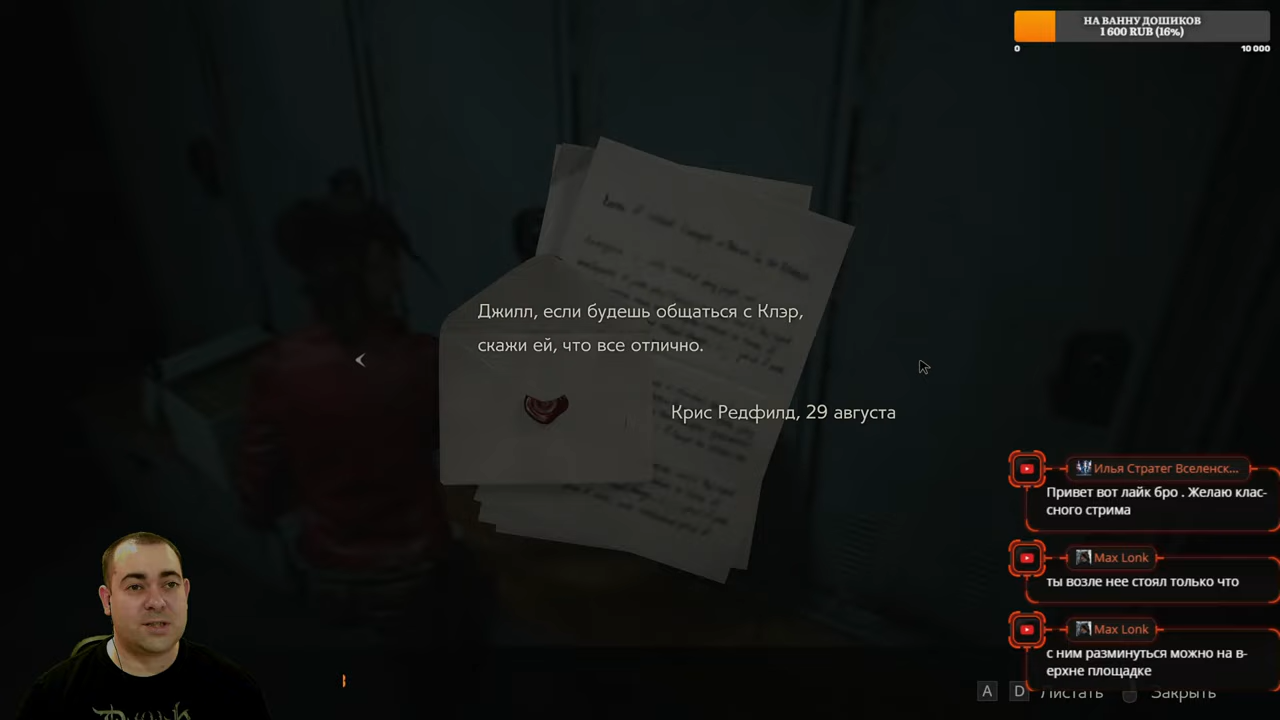 НА ВАННУ ДОШИКОВ
1 600 RUB (16%)
0
10 000
Джилл, если будешь общаться с Клэр,
скажи ей, что все отлично.
Крис Редфилд, 29 августа
Илья Стратег Вселенск...
Привет вот лайк бро . Желаю клас-
сного стрима
Max Lonk
ты возле нее стоял только что
Max Lonk
с ним разминуться можно на в-
ерхне площадке
A D Листать Закрыть